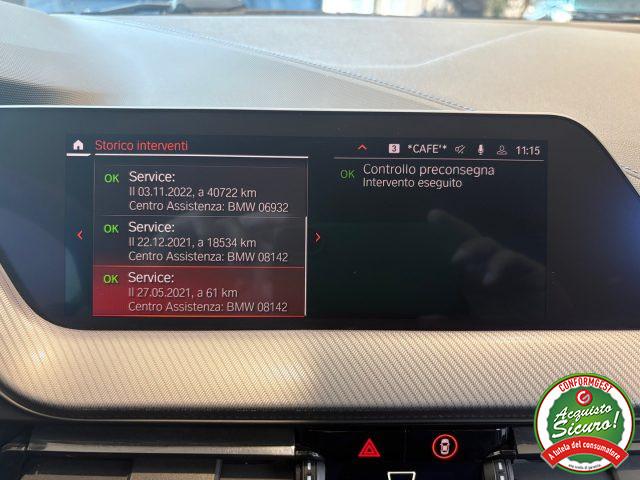 Storico interventi
3 *CAFE'* 11:15
OK Service:
Il 03.11.2022, a 40722 km
Centro Assistenza: BMW 06932
OK Service:
Il 22.12.2021, a 18534 km
Centro Assistenza: BMW 08142
OK Service:
Il 27.05.2021, a 61 km
Centro Assistenza: BMW 08142
OK Controllo preconsegna
Intervento eseguito
CONFORMGEST
Acquisto
Sicuro!
A tutela del consumatore